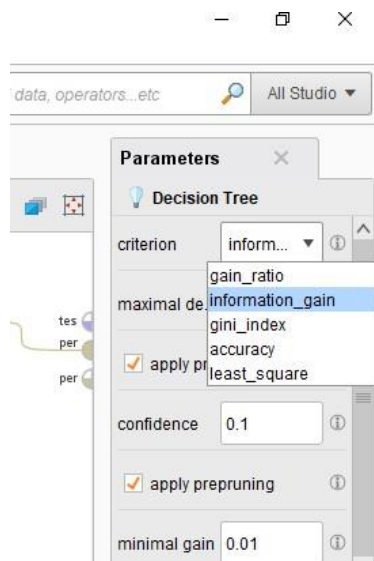 data, operators...etc
All Studio
Parameters
Decision Tree
criterion
inform...
gain_ratio
information_gain
gini_index
accuracy
least_square
maximal de.
apply pr
confidence
0.1
apply prepruning
minimal gain
0.01
tes
per
per